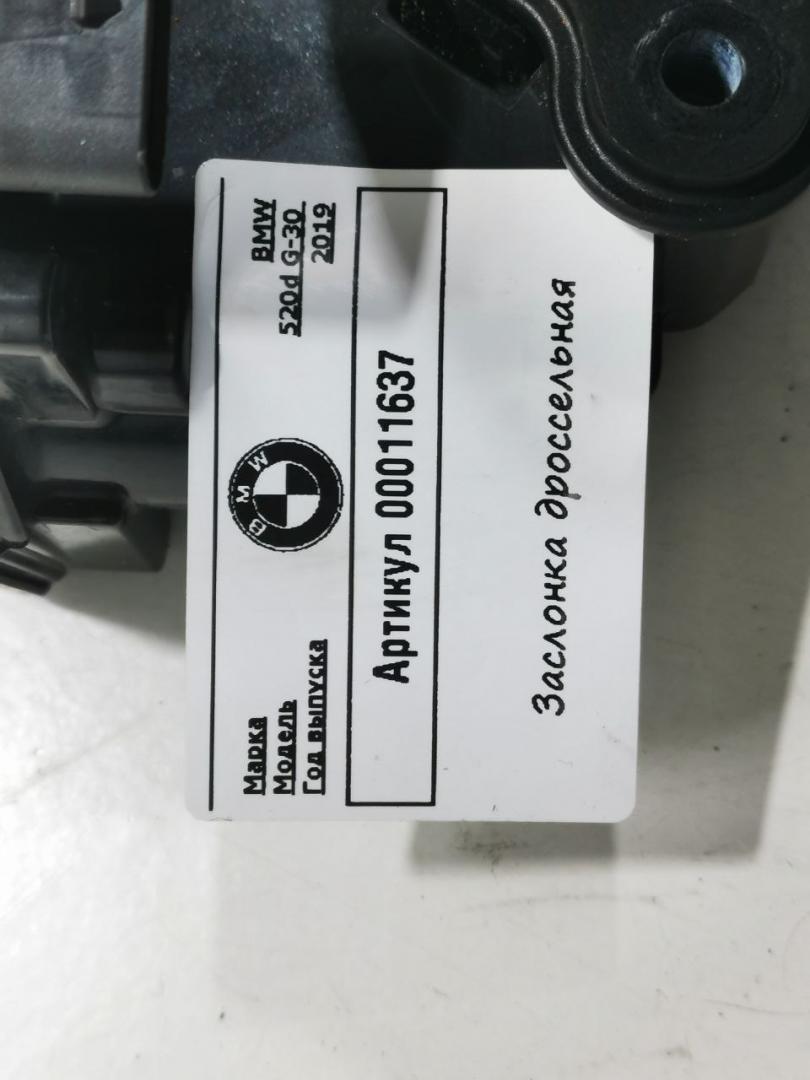 Марка BMW
Модель 520d G-30
Год выпуска 2019
BMW
Артикул 00011637
Заслонка дроссельная